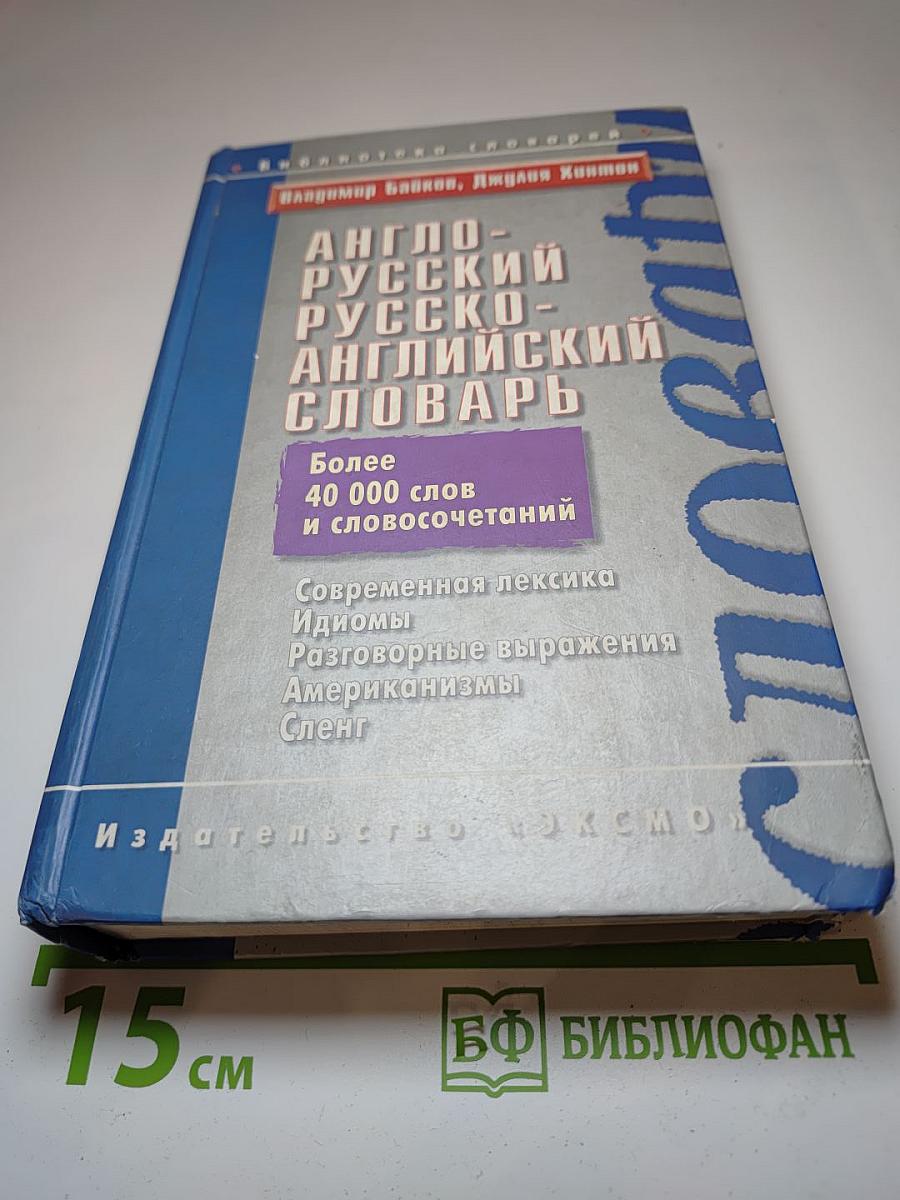 • Библиотека словарей •
Владимир Байков, Джулия Хинтон
АНГЛО-
РУССКИЙ
РУССКО-
АНГЛИЙСКИЙ
СЛОВАРЬ
Более
40 000 слов
и словосочетаний
Современная лексика
Идиомы
Разговорные выражения
Американизмы
Сленг
словарь
Издательство «ЭКСМО»
15 см
БФ БИБЛИОФАН